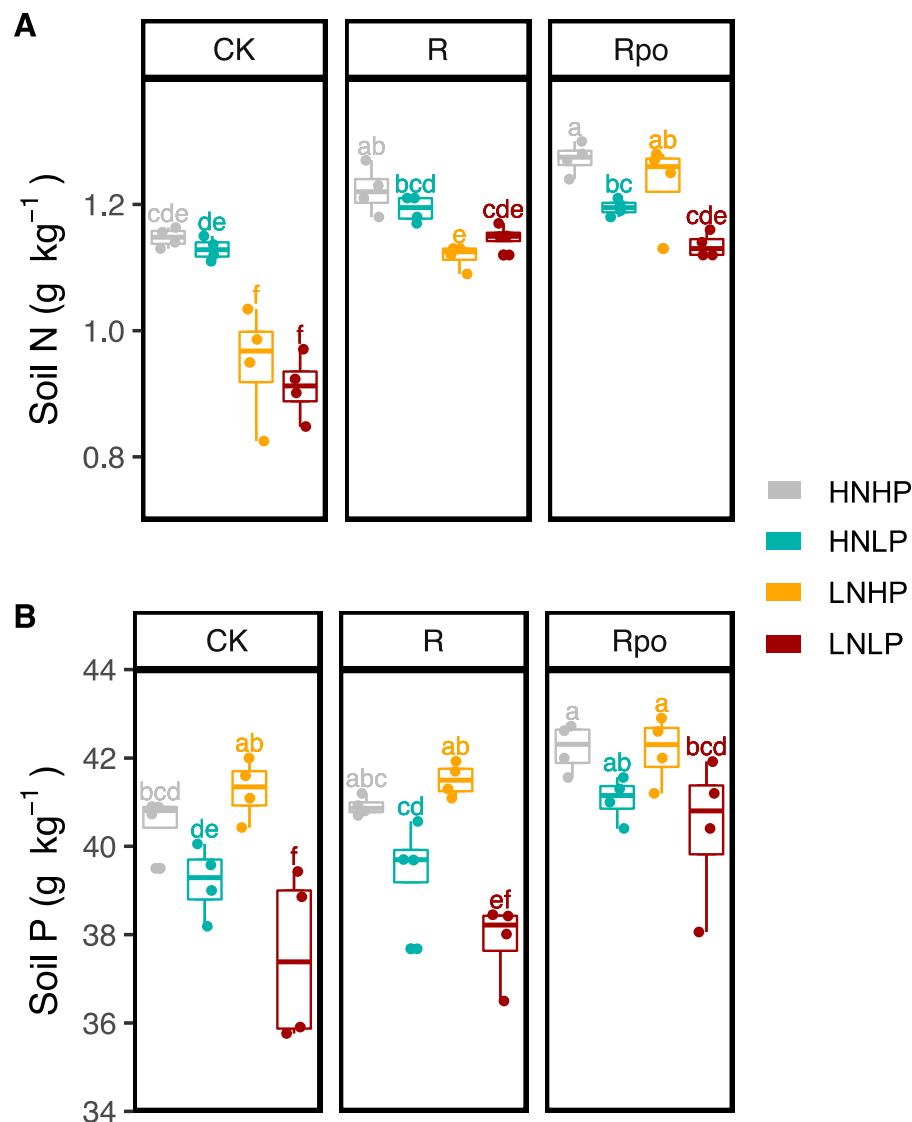 A
CK R Rpo
Soil N (g kg⁻¹)
1.2
1.0
0.8
cde de f f
ab bcd e cde
a bc ab cde
HNHP
HNLP
LNHP
LNLP
B
CK R Rpo
Soil P (g kg⁻¹)
44
42
40
38
36
34
bcd de ab f
abc cd ab ef
a ab a bcd